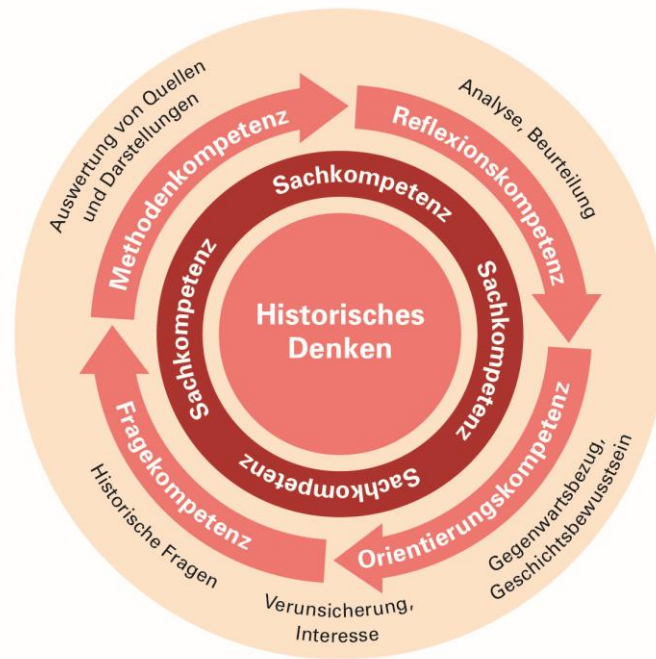 Auswertung von Quellen
und Darstellungen
Methodenkompetenz
Reflexionskompetenz
Analyse, Beurteilung
Sachkompetenz
Sachkompetenz
Sachkompetenz
Sachkompetenz
Historisches
Denken
Fragekompetenz
Orientierungskompetenz
Historische Fragen
Gegenwartsbezug,
Geschichtsbewusstsein
Verunsicherung,
Interesse